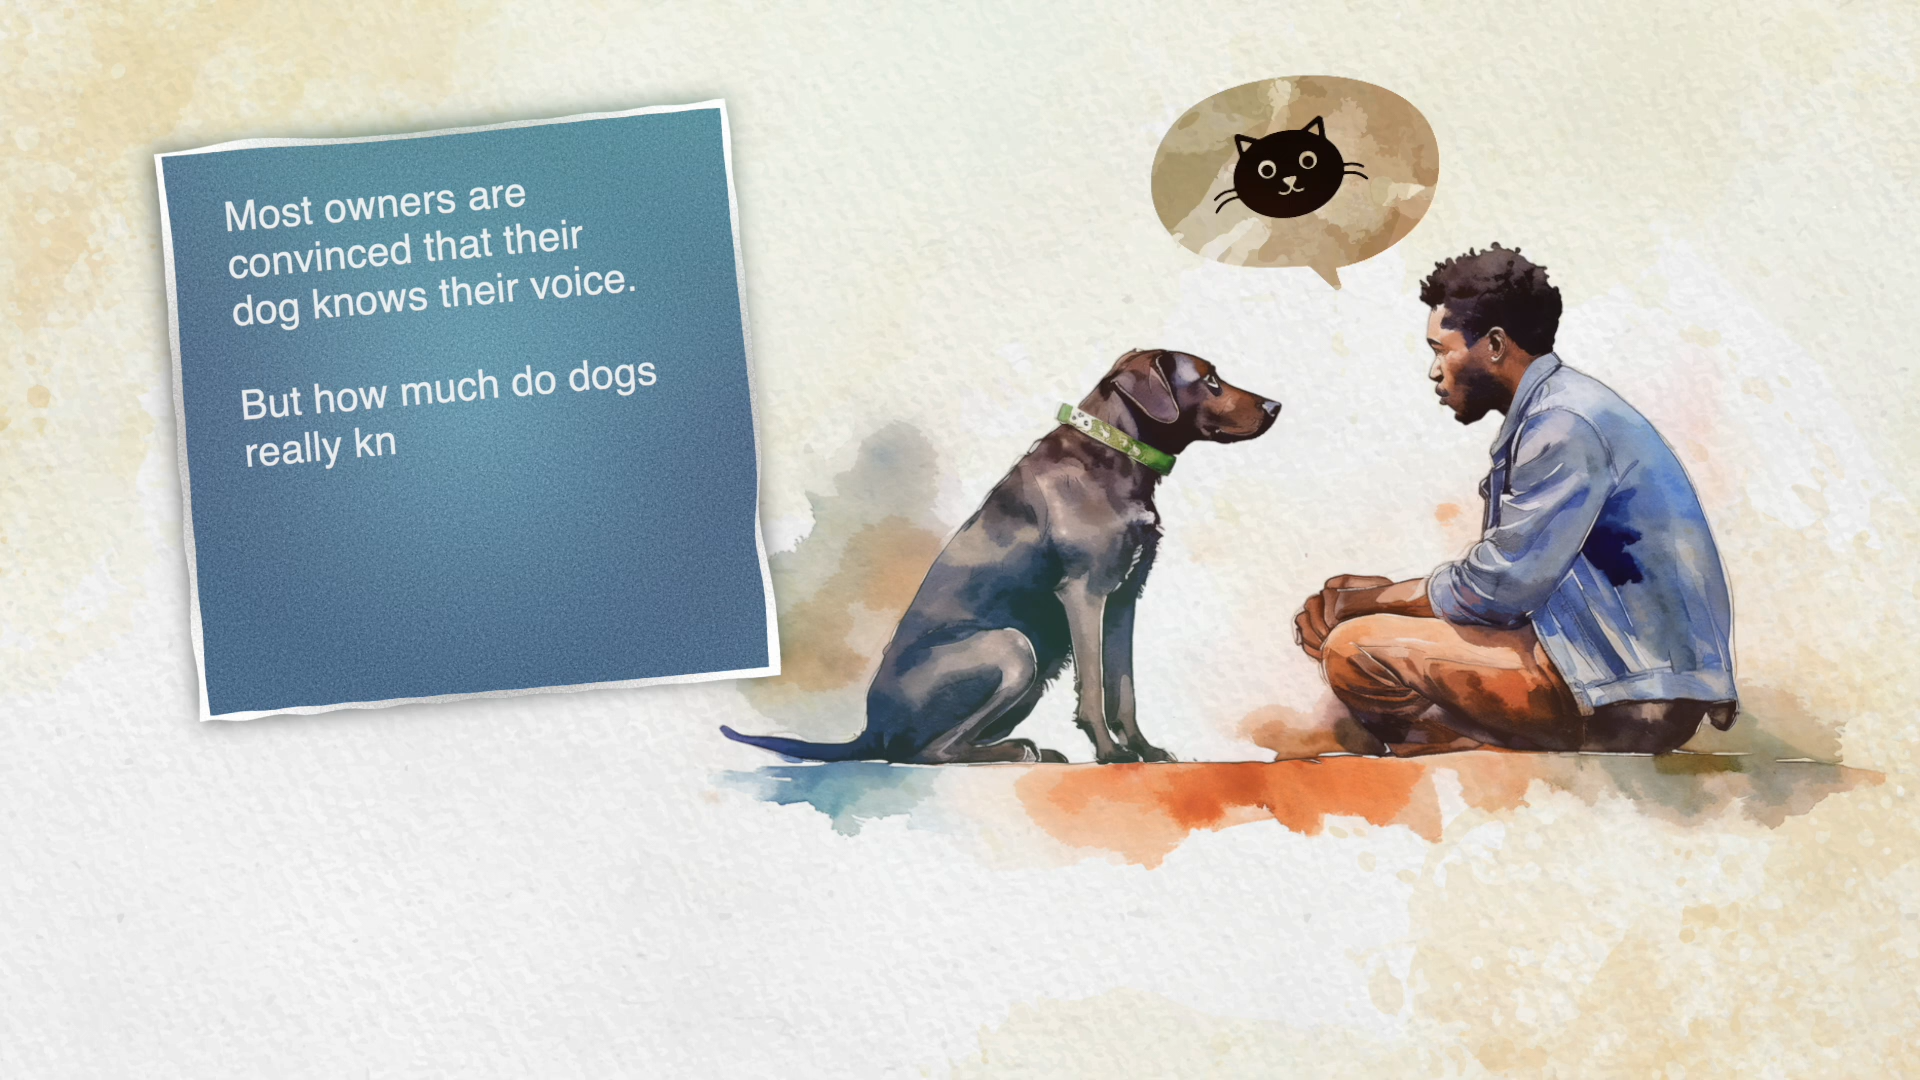 Most owners are
convinced that their
dog knows their voice.
But how much do dogs
really kn